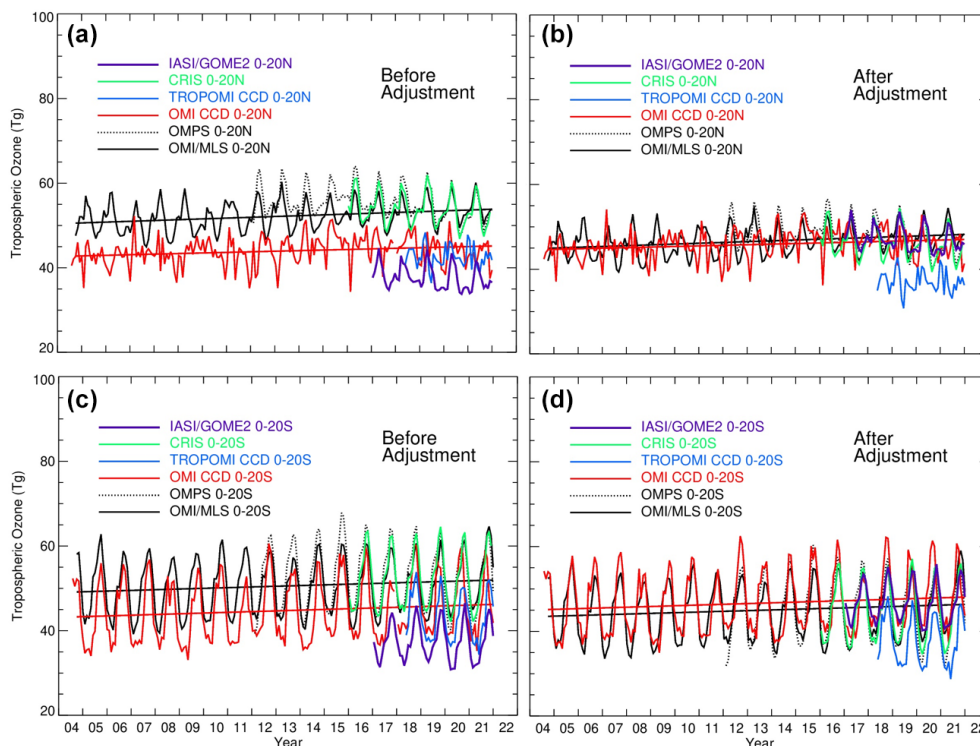 (a)
IASI/GOME2 0-20N
CRIS 0-20N
TROPOMI CCD 0-20N
OMI CCD 0-20N
OMPS 0-20N
OMI/MLS 0-20N
Before
Adjustment
100
80
60
40
20
Tropospheric Ozone (Tg)
(b)
IASI/GOME2 0-20N
CRIS 0-20N
TROPOMI CCD 0-20N
OMI CCD 0-20N
OMPS 0-20N
OMI/MLS 0-20N
After
Adjustment
(c)
IASI/GOME2 0-20S
CRIS 0-20S
TROPOMI CCD 0-20S
OMI CCD 0-20S
OMPS 0-20S
OMI/MLS 0-20S
Before
Adjustment
100
80
60
40
20
Tropospheric Ozone (Tg)
04 05 06 07 08 09 10 11 12 13 14 15 16 17 18 19 20 21 22
Year
(d)
IASI/GOME2 0-20S
CRIS 0-20S
TROPOMI CCD 0-20S
OMI CCD 0-20S
OMPS 0-20S
OMI/MLS 0-20S
After
Adjustment
04 05 06 07 08 09 10 11 12 13 14 15 16 17 18 19 20 21
Year